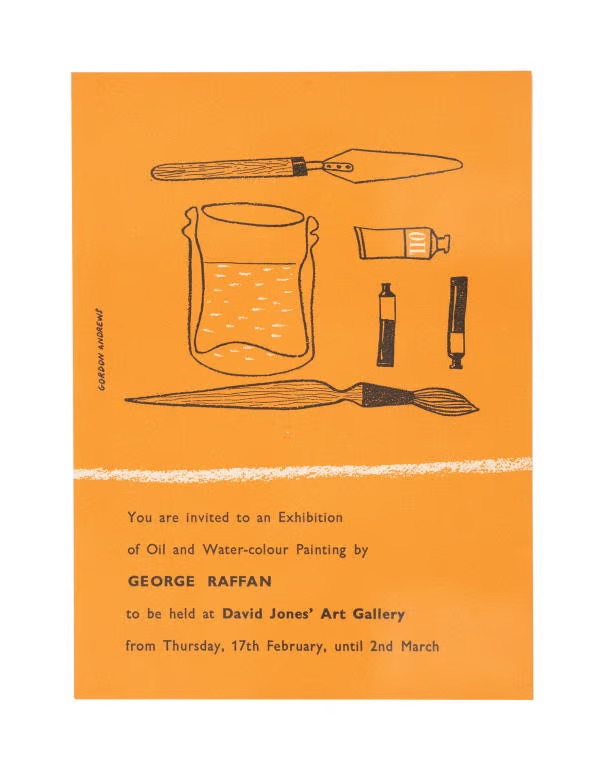 OIL
GORDON ANDREWS
You are invited to an Exhibition
of Oil and Water-colour Painting by
GEORGE RAFFAN
to be held at David Jones' Art Gallery
from Thursday, 17th February, until 2nd March